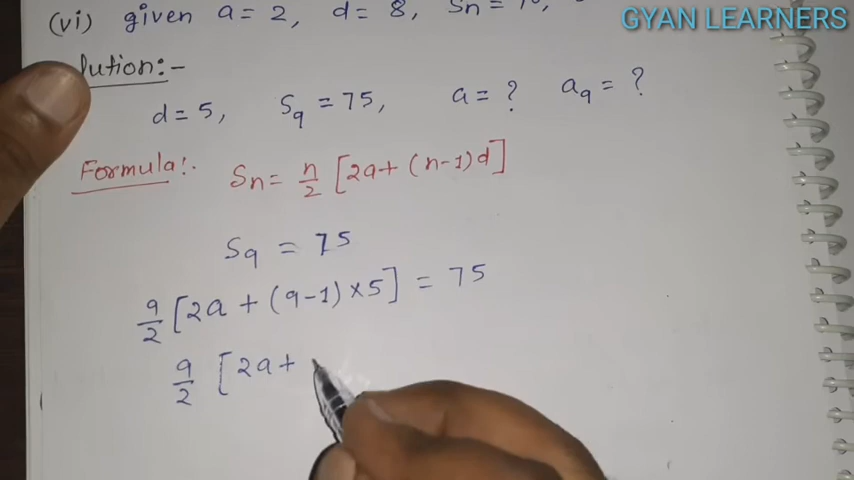 (vi) given a = 2, d = 8, Sn =
GYAN LEARNERS
lution:-
d = 5, S9 = 75, a = ? a9 = ?
Formula:. Sn = n/2 [2a + (n-1)d]
S9 = 75
9/2 [2a + (9-1) × 5] = 75
9/2 [2a +